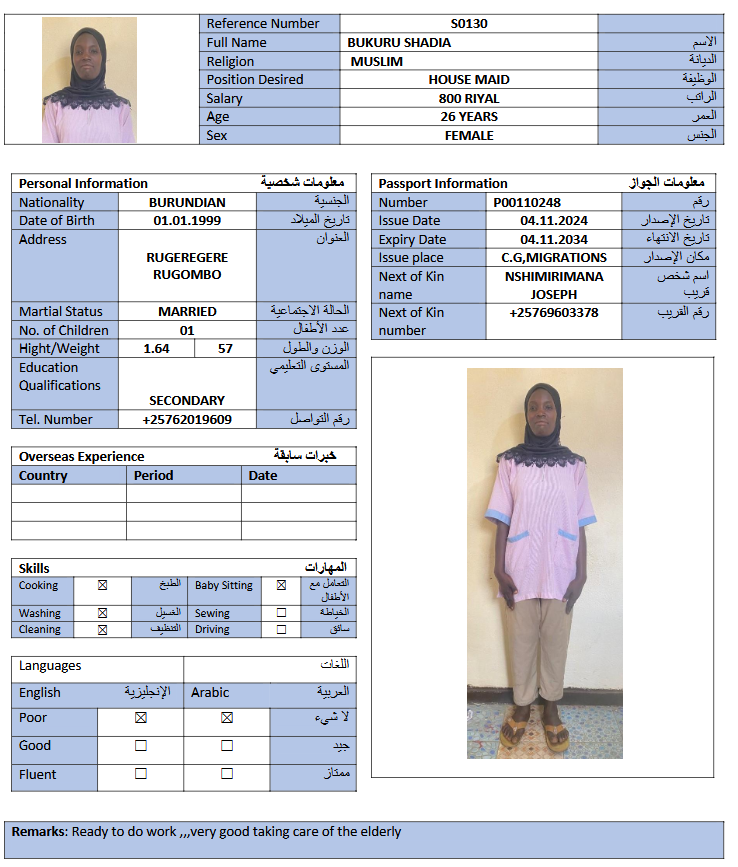 Reference Number S0130
Full Name BUKURU SHADIA الاسم
Religion MUSLIM الديانة
Position Desired HOUSE MAID الوظيفة
Salary 800 RIYAL الراتب
Age 26 YEARS العمر
Sex FEMALE الجنس
Personal Information معلومات شخصية
Nationality BURUNDIAN الجنسية
Date of Birth 01.01.1999 تاريخ الميلاد
Address العنوان
RUGEREGERE
RUGOMBO
Martial Status MARRIED الحالة الاجتماعية
No. of Children 01 عدد الأطفال
Hight/Weight 1.64 57 الوزن والطول
Education المستوى التعليمي
Qualifications
SECONDARY
Tel. Number +25762019609 رقم التواصل
Passport Information معلومات الجواز
Number P00110248 رقم
Issue Date 04.11.2024 تاريخ الإصدار
Expiry Date 04.11.2034 تاريخ الانتهاء
Issue place C.G,MIGRATIONS مكان الإصدار
Next of Kin NSHIMIRIMANA اسم شخص
name JOSEPH قريب
Next of Kin +25769603378 رقم القريب
number
Overseas Experience خبرات سابقة
Country Period Date
Skills المهارات
Cooking ☒ الطبخ Baby Sitting ☒ التعامل مع
الأطفال
Washing ☒ الغسيل Sewing ☐ الخياطة
Cleaning ☒ التنظيف Driving ☐ سائق
Languages اللغات
English الإنجليزية Arabic العربية
Poor ☒ ☒ لا شيء
Good ☐ ☐ جيد
Fluent ☐ ☐ ممتاز
Remarks: Ready to do work ,,,very good taking care of the elderly